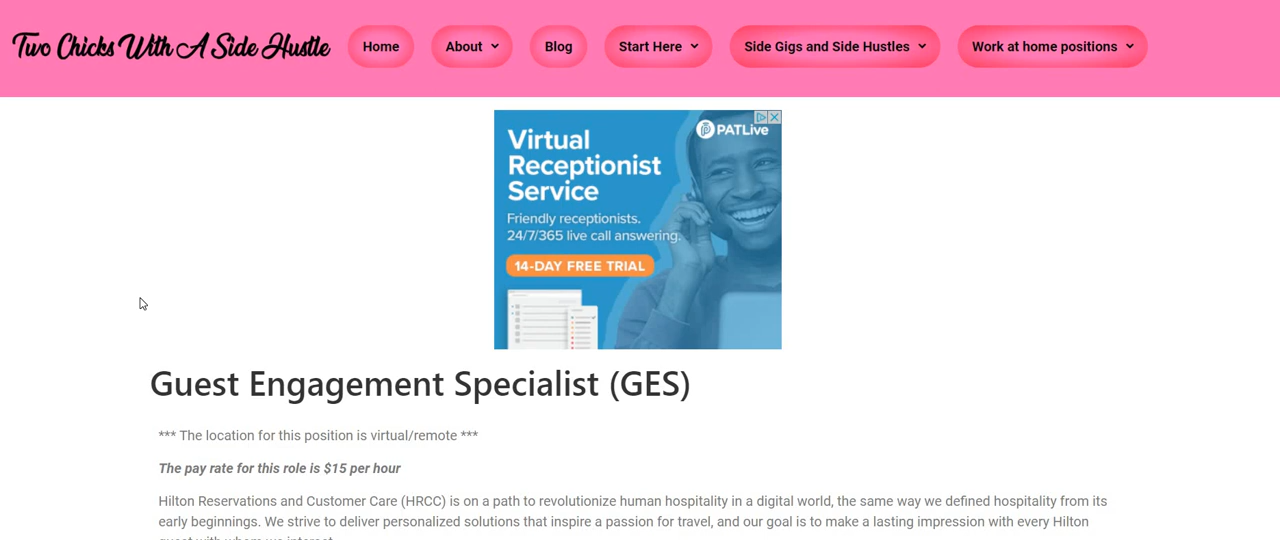 Two Chicks With A Side Hustle
Home
About
Blog
Start Here
Side Gigs and Side Hustles
Work at home positions
PATLive
Virtual
Receptionist
Service
Friendly receptionists.
24/7/365 live call answering.
14-DAY FREE TRIAL
Guest Engagement Specialist (GES)
*** The location for this position is virtual/remote ***
The pay rate for this role is $15 per hour
Hilton Reservations and Customer Care (HRCC) is on a path to revolutionize human hospitality in a digital world, the same way we defined hospitality from its
early beginnings. We strive to deliver personalized solutions that inspire a passion for travel, and our goal is to make a lasting impression with every Hilton
guest with whom we interact.